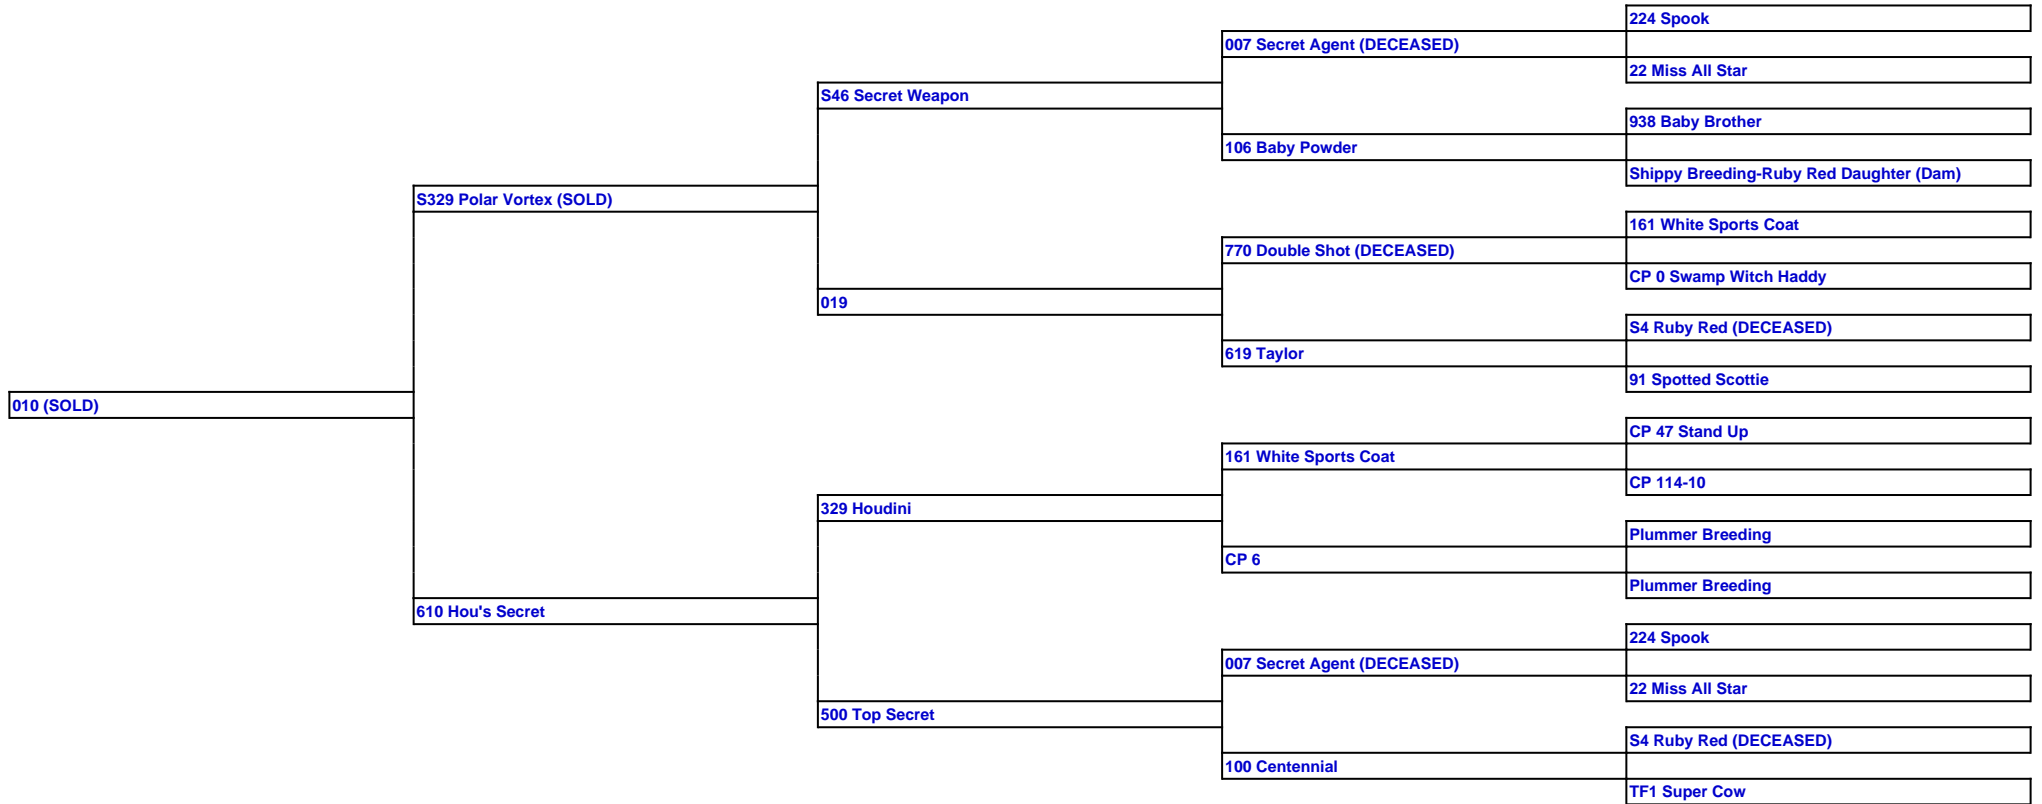 224 Spook
007 Secret Agent (DECEASED)
22 Miss All Star
S46 Secret Weapon
938 Baby Brother
106 Baby Powder
Shippy Breeding-Ruby Red Daughter (Dam)
S329 Polar Vortex (SOLD)
161 White Sports Coat
770 Double Shot (DECEASED)
CP 0 Swamp Witch Haddy
019
S4 Ruby Red (DECEASED)
619 Taylor
91 Spotted Scottie
010 (SOLD)
CP 47 Stand Up
161 White Sports Coat
CP 114-10
329 Houdini
Plummer Breeding
CP 6
Plummer Breeding
610 Hou's Secret
224 Spook
007 Secret Agent (DECEASED)
22 Miss All Star
500 Top Secret
S4 Ruby Red (DECEASED)
100 Centennial
TF1 Super Cow